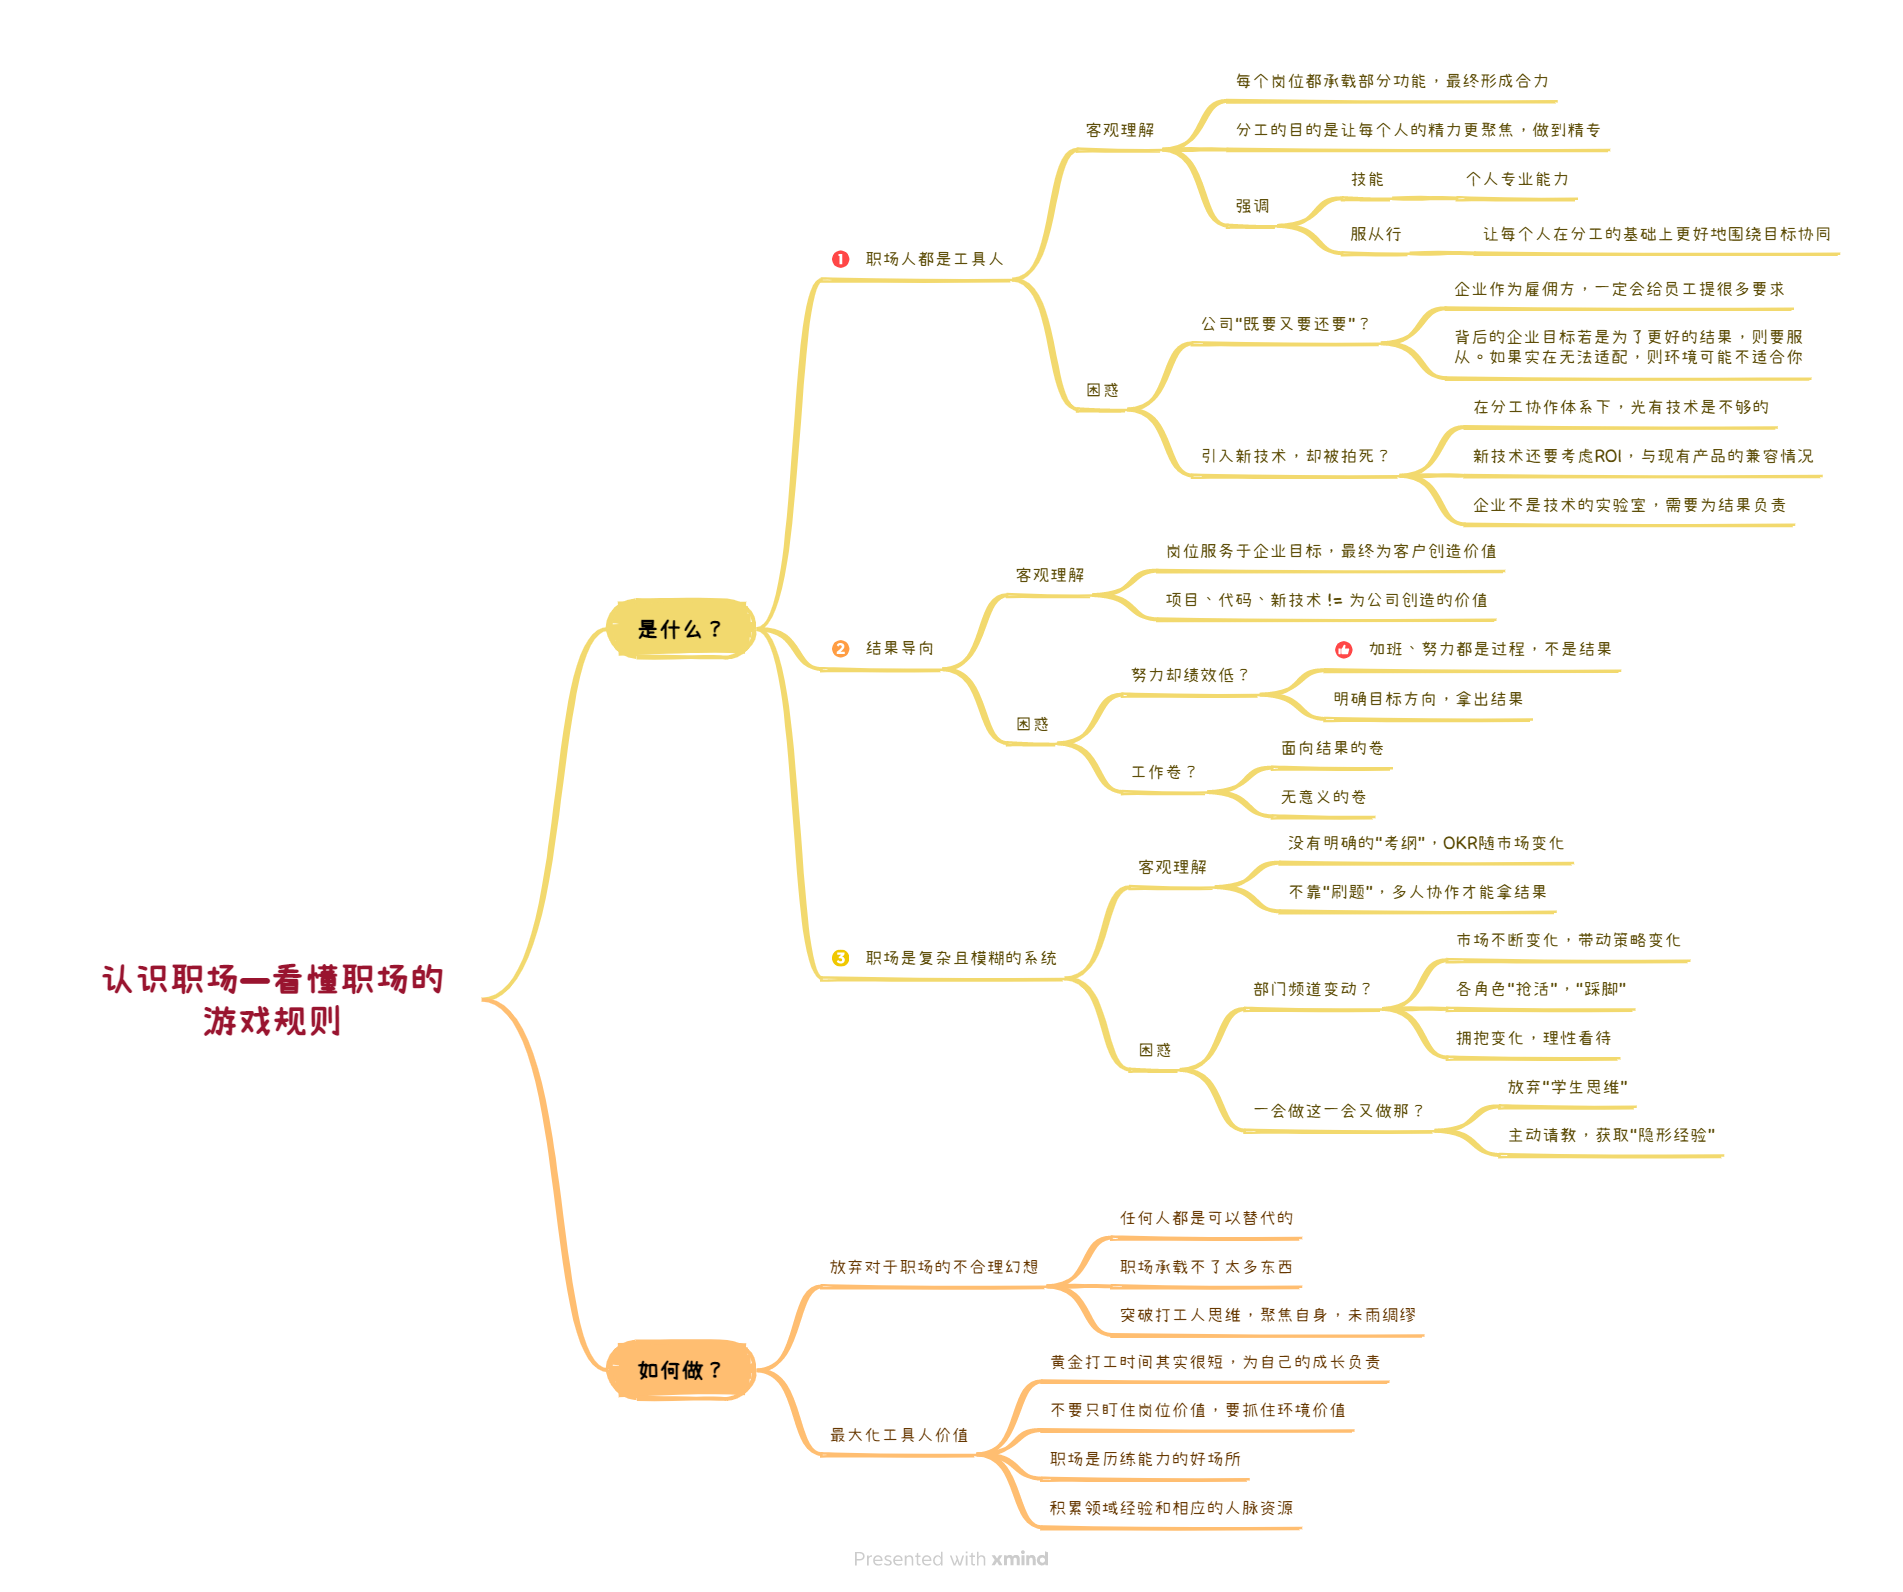 认识职场—看懂职场的
游戏规则
是什么？
1 职场人都是工具人
客观理解
每个岗位都承载部分功能，最终形成合力
分工的目的是让每个人的精力更聚焦，做到精专
强调
技能
个人专业能力
服从行
让每个人在分工的基础上更好地围绕目标协同
困惑
公司"既要又要还要"？
企业作为雇佣方，一定会给员工提很多要求
背后的企业目标若是为了更好的结果，则要服
从。如果实在无法适配，则环境可能不适合你
引入新技术，却被拍死？
在分工协作体系下，光有技术是不够的
新技术还要考虑ROI，与现有产品的兼容情况
企业不是技术的实验室，需要为结果负责
2 结果导向
客观理解
岗位服务于企业目标，最终为客户创造价值
项目、代码、新技术 != 为公司创造的价值
困惑
努力却绩效低？
加班、努力都是过程，不是结果
明确目标方向，拿出结果
工作卷？
面向结果的卷
无意义的卷
3 职场是复杂且模糊的系统
客观理解
没有明确的"考纲"，OKR随市场变化
不靠"刷题"，多人协作才能拿结果
困惑
部门频道变动？
市场不断变化，带动策略变化
各角色"抢活"，"踩脚"
拥抱变化，理性看待
一会做这一会又做那？
放弃"学生思维"
主动请教，获取"隐形经验"
如何做？
放弃对于职场的不合理幻想
任何人都是可以替代的
职场承载不了太多东西
突破打工人思维，聚焦自身，未雨绸缪
最大化工具人价值
黄金打工时间其实很短，为自己的成长负责
不要只盯住岗位价值，要抓住环境价值
职场是历练能力的好场所
积累领域经验和相应的人脉资源
Presented with xmind